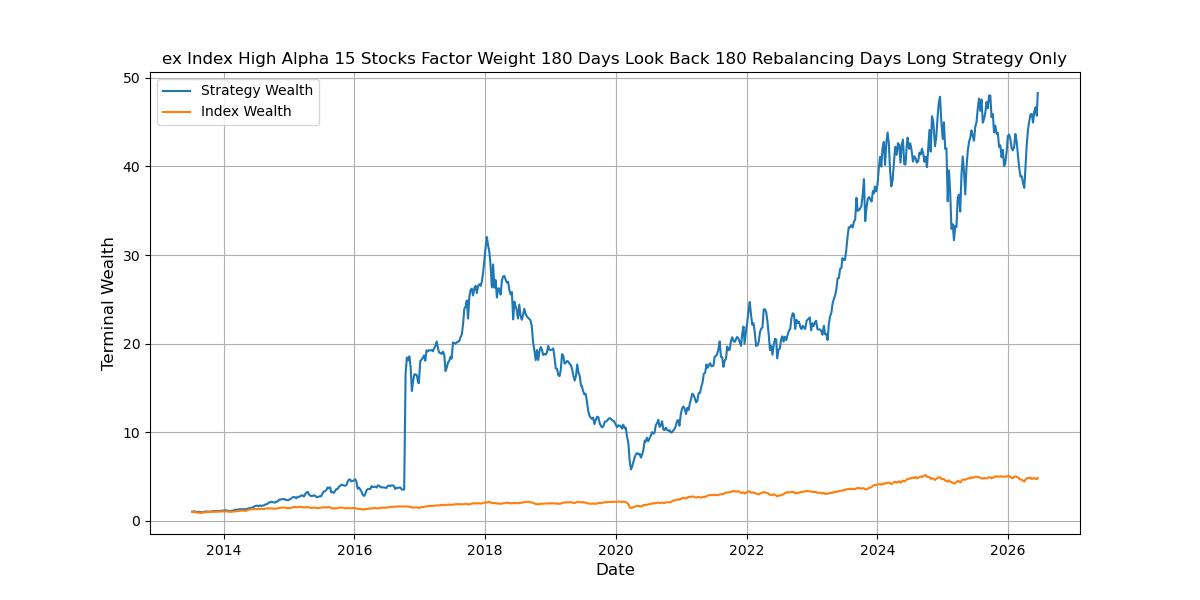 ex Index High Alpha 15 Stocks Factor Weight 180 Days Look Back 180 Rebalancing Days Long Strategy Only
Strategy Wealth
Index Wealth
Terminal Wealth
50
40
30
20
10
0
2014 2016 2018 2020 2022 2024 2026
Date